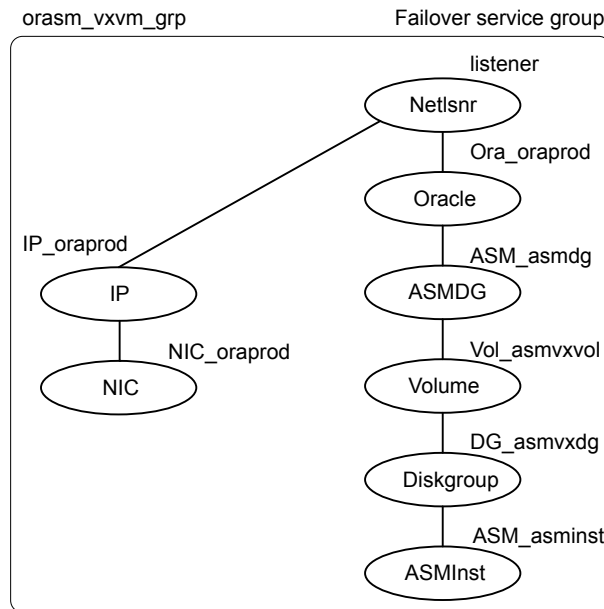 orasm_vxvm_grp
Failover service group
listener
Netlsnr
Ora_oraprod
Oracle
IP_oraprod
ASM_asmdg
IP
ASMDG
NIC_oraprod
Vol_asmvxvol
NIC
Volume
DG_asmvxdg
Diskgroup
ASM_asminst
ASMInst